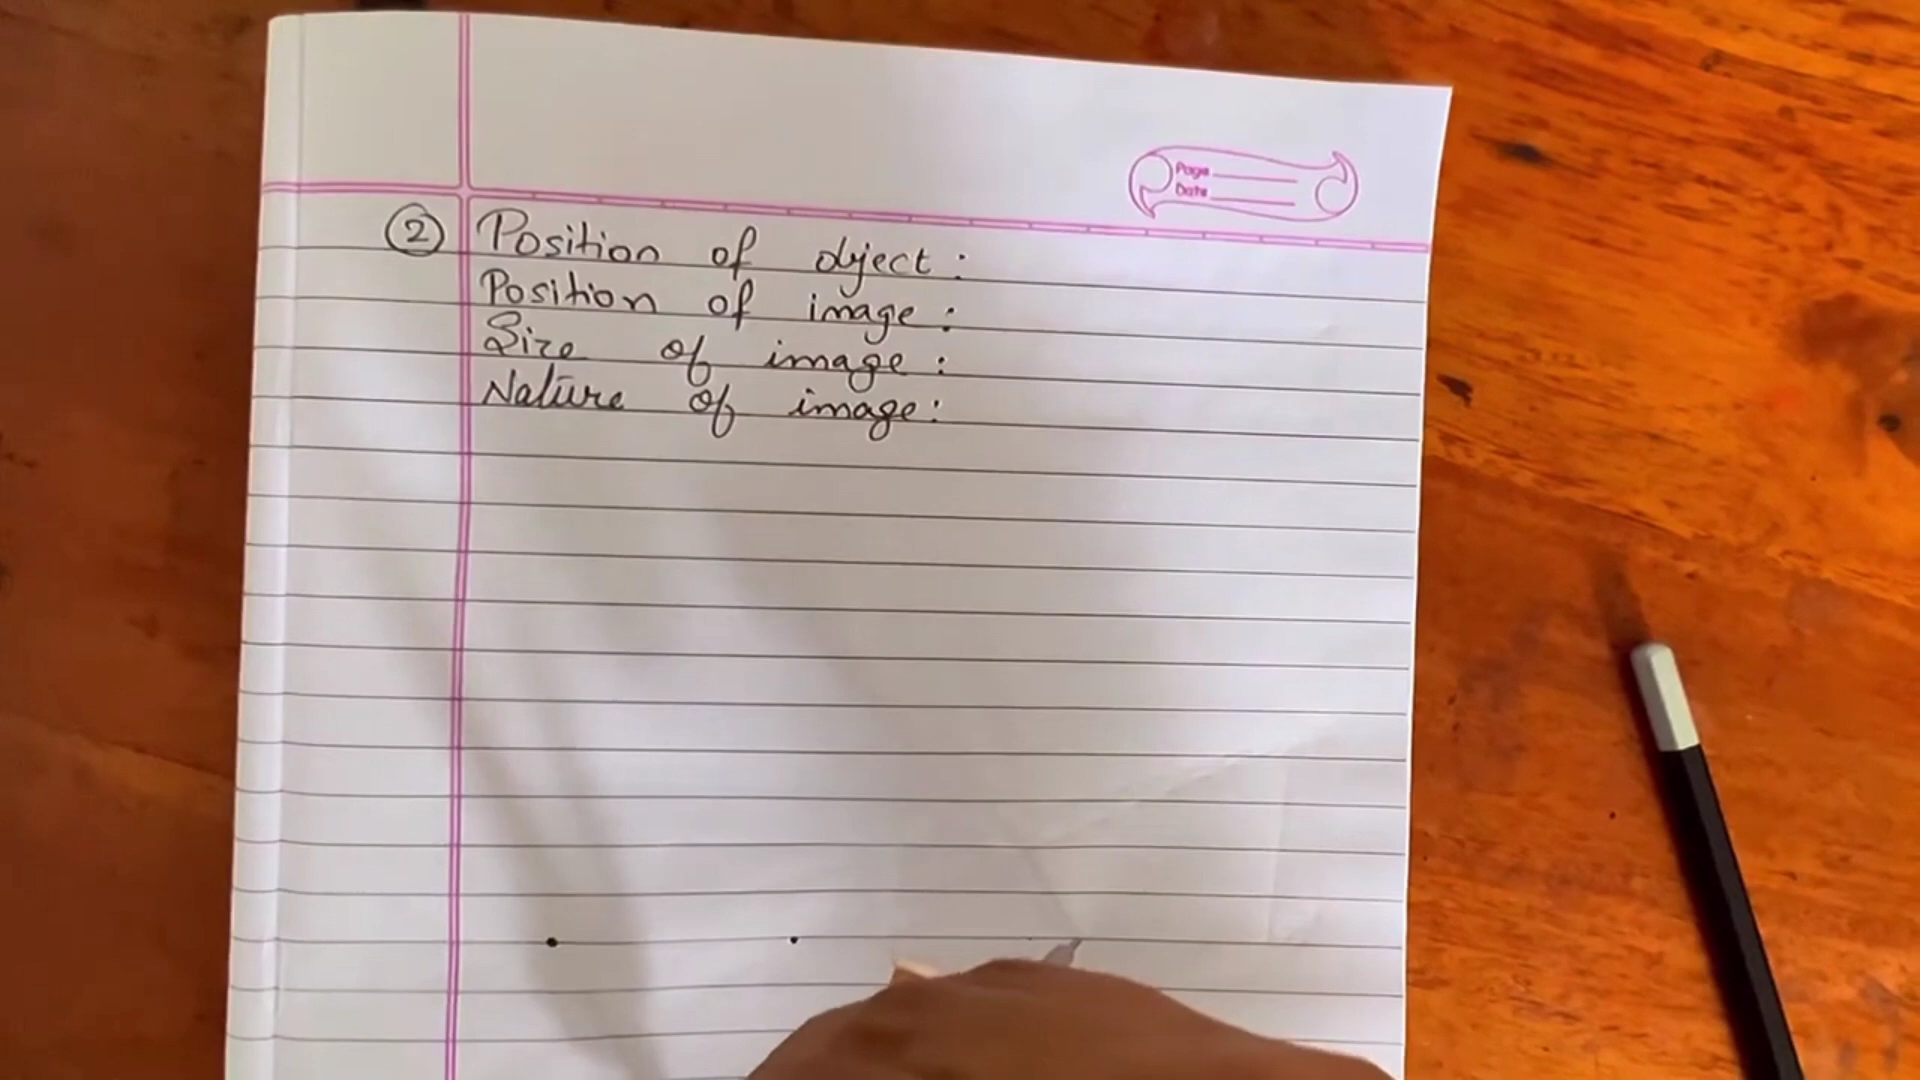 Page
Date
② Position of object:
Position of image:
Size of image:
Nature of image: